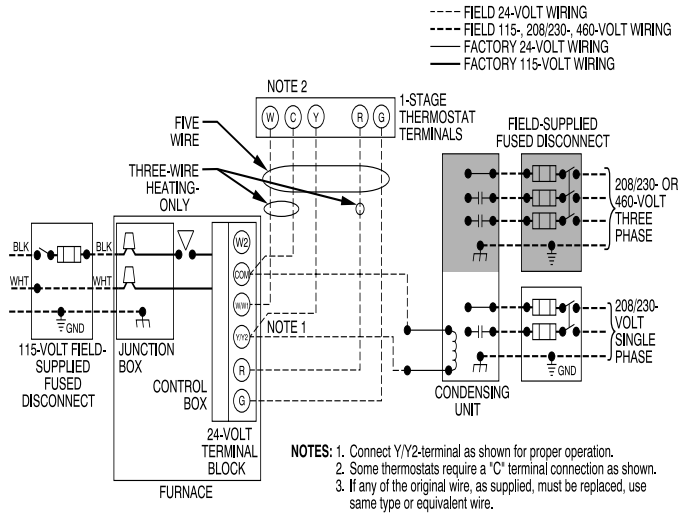 FIELD 24-VOLT WIRING
FIELD 115-, 208/230-, 460-VOLT WIRING
FACTORY 24-VOLT WIRING
FACTORY 115-VOLT WIRING
NOTE 2
1-STAGE
THERMOSTAT
TERMINALS
W C Y R G
FIVE
WIRE
THREE-WIRE
HEATING-
ONLY
FIELD-SUPPLIED
FUSED DISCONNECT
208/230- OR
460-VOLT
THREE
PHASE
BLK
BLK
WHT
WHT
GND
W2
COM
W/W1
Y/Y2
R
G
NOTE 1
115-VOLT FIELD-
SUPPLIED
FUSED
DISCONNECT
JUNCTION
BOX
CONTROL
BOX
24-VOLT
TERMINAL
BLOCK
FURNACE
208/230-
VOLT
SINGLE
PHASE
GND
CONDENSING
UNIT
NOTES: 1. Connect Y/Y2-terminal as shown for proper operation.
2. Some thermostats require a "C" terminal connection as shown.
3. If any of the original wire, as supplied, must be replaced, use
same type or equivalent wire.